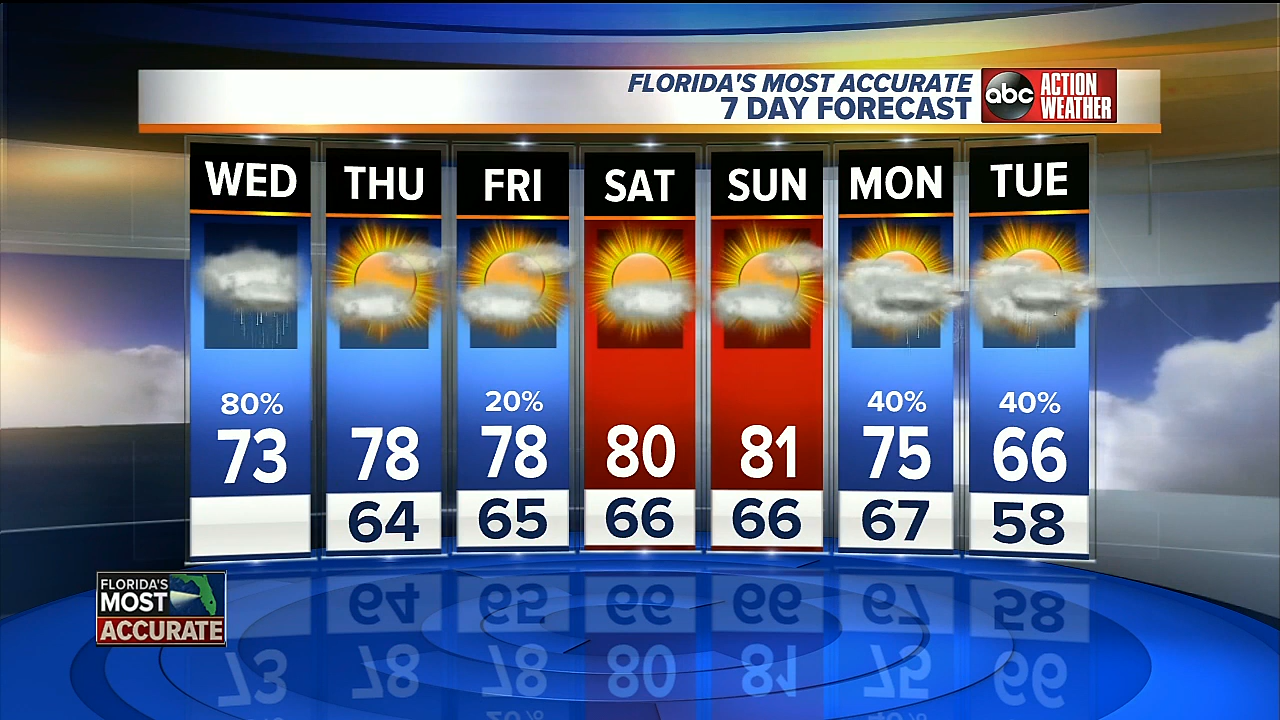 FLORIDA'S MOST ACCURATE
7 DAY FORECAST
abc ACTION WEATHER
WED THU FRI SAT SUN MON TUE
80% 20% 40% 40%
73 78 78 80 81 75 66
64 65 66 66 67 58
FLORIDA'S
MOST
ACCURATE